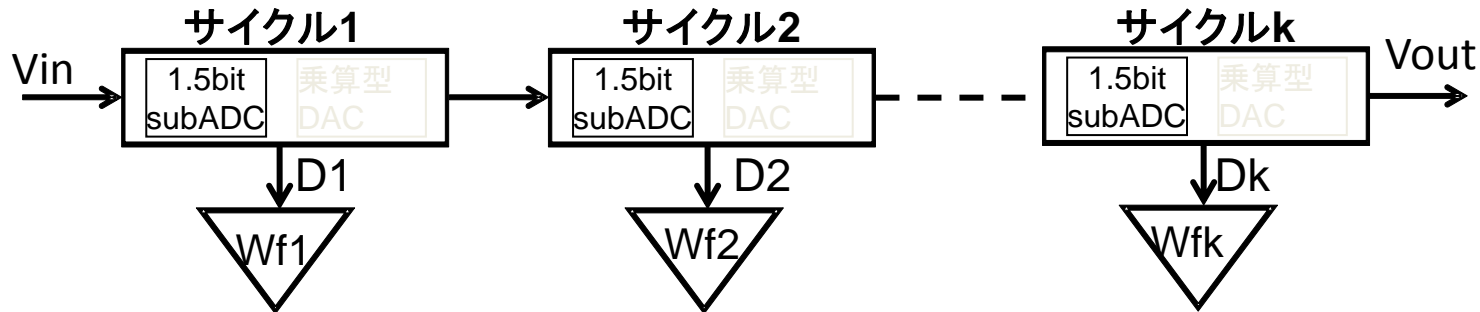 サイクル1
サイクル2
サイクルk
Vin
1.5bit
subADC
乗算型
DAC
1.5bit
subADC
乗算型
DAC
1.5bit
subADC
乗算型
DAC
Vout
D1
D2
Dk
Wf1
Wf2
Wfk